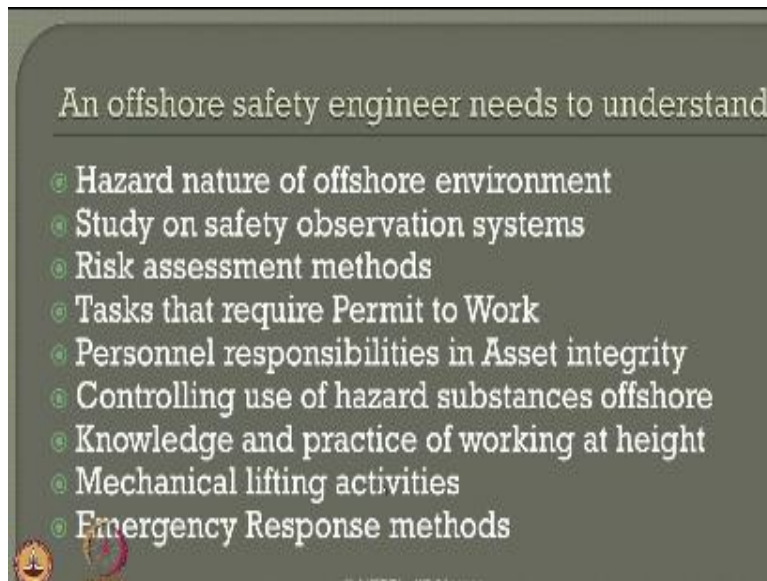 An offshore safety engineer needs to understand
Hazard nature of offshore environment
Study on safety observation systems
Risk assessment methods
Tasks that require Permit to Work
Personnel responsibilities in Asset integrity
Controlling use of hazard substances offshore
Knowledge and practice of working at height
Mechanical lifting activities
Emergency Response methods